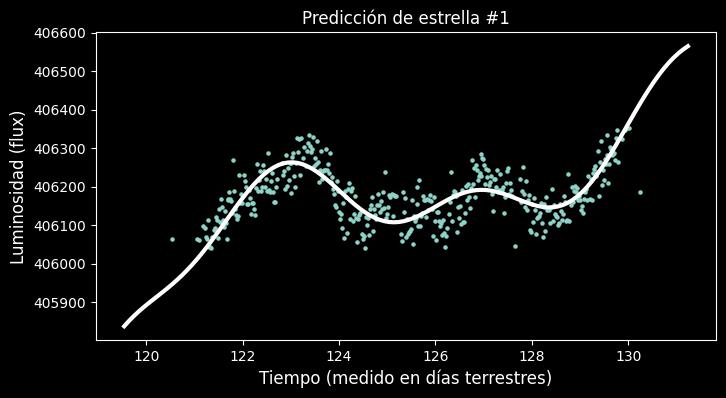 Predicción de estrella #1
406600
406500
406400
406300
406200
406100
406000
405900
Luminosidad (flux)
120 122 124 126 128 130
Tiempo (medido en días terrestres)